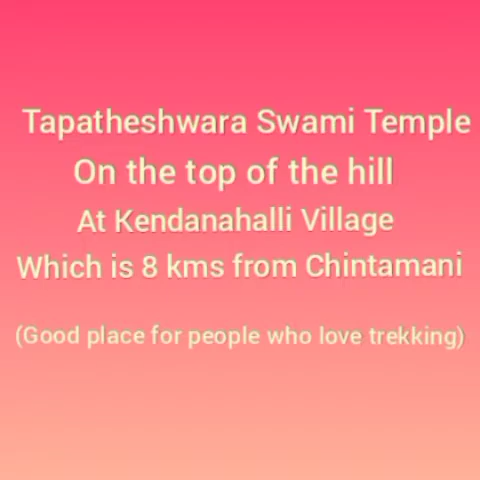 Tapatheshwara Swami Temple
On the top of the hill
At Kendanahalli Village
Which is 8 kms from Chintamani
(Good place for people who love trekking)